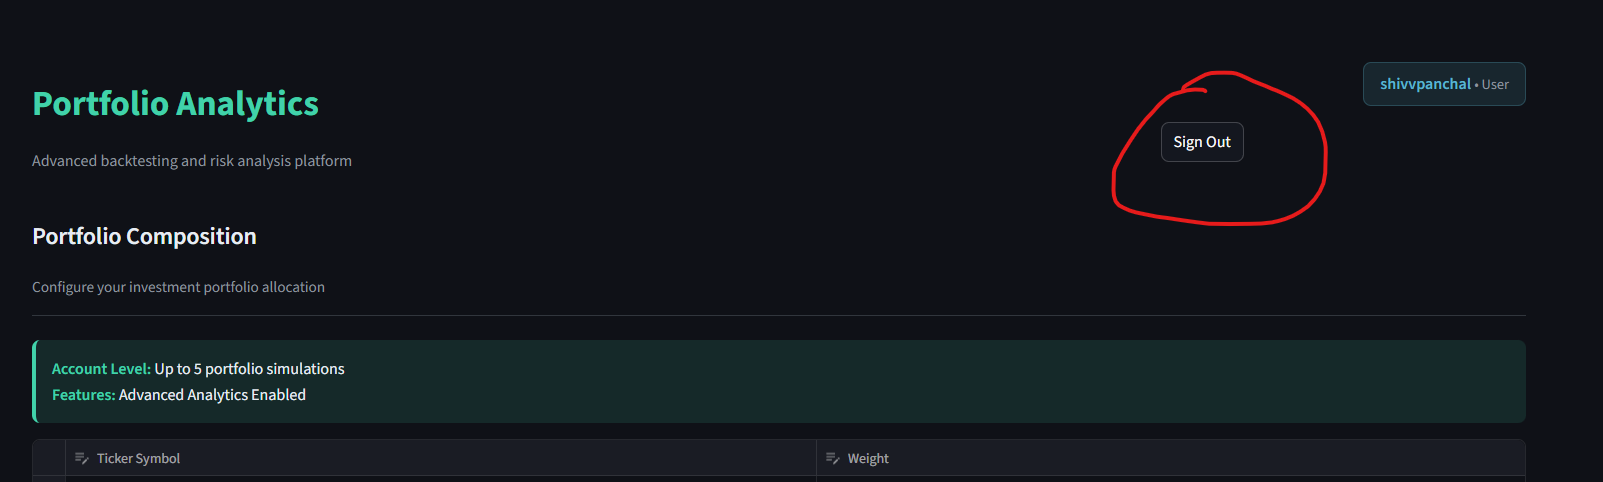 shivvpanchal • User
Portfolio Analytics
Sign Out
Advanced backtesting and risk analysis platform
Portfolio Composition
Configure your investment portfolio allocation
Account Level: Up to 5 portfolio simulations
Features: Advanced Analytics Enabled
Ticker Symbol
Weight